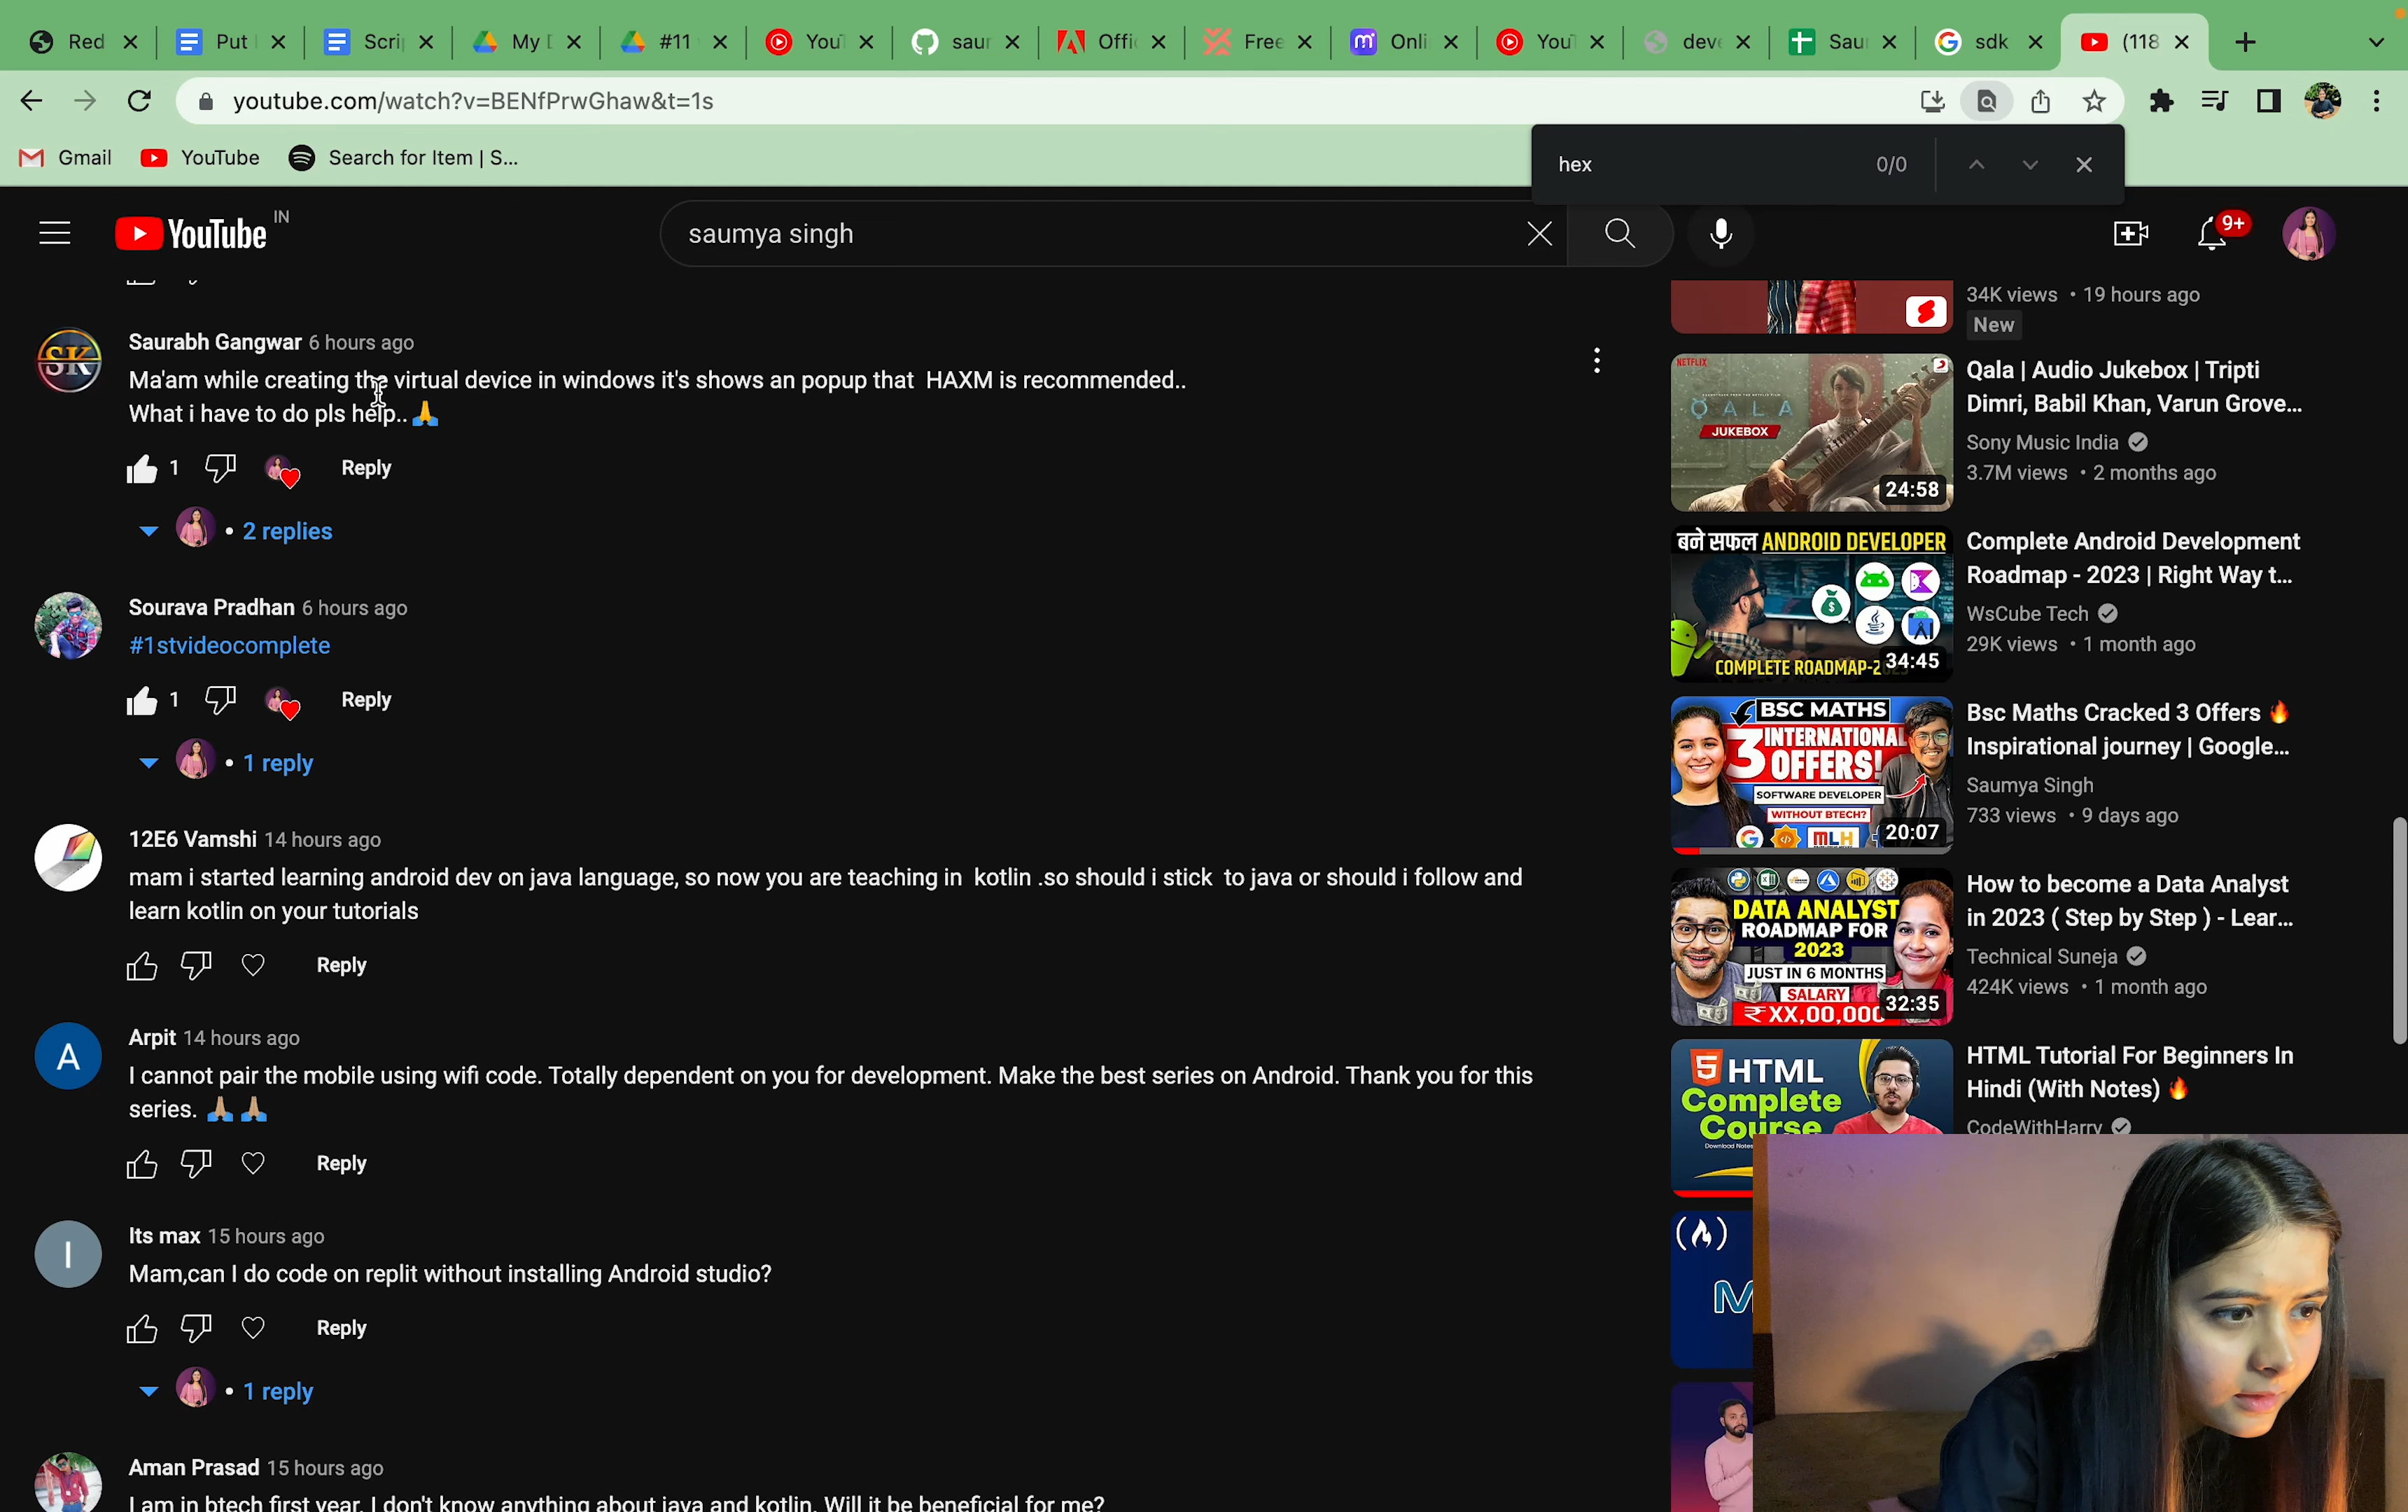 Red
Put
Scri
My D
#11
YouT
saur
Offi
Free
Onli
YouT
deve
Sau
sdk
(118
youtube.com/watch?v=BENfPrwGhaw&t=1s
Gmail
YouTube
Search for Item | S...
hex
0/0
YouTube
IN
saumya singh
9+
Saurabh Gangwar 6 hours ago
Ma'am while creating the virtual device in windows it's shows an popup that HAXM is recommended..
What i have to do pls help.. 🙏
1
Reply
• 2 replies
Sourava Pradhan 6 hours ago
#1stvideocomplete
1
Reply
• 1 reply
12E6 Vamshi 14 hours ago
mam i started learning android dev on java language, so now you are teaching in kotlin .so should i stick to java or should i follow and
learn kotlin on your tutorials
Reply
A
Arpit 14 hours ago
I cannot pair the mobile using wifi code. Totally dependent on you for development. Make the best series on Android. Thank you for this
series. 🙏🏽 🙏🏽
Reply
I
Its max 15 hours ago
Mam,can I do code on replit without installing Android studio?
Reply
• 1 reply
Aman Prasad 15 hours ago
I am in btech first year. I don't know anything about java and kotlin. Will it be beneficial for me?
34K views • 19 hours ago
New
NETFLIX
QALA
JUKEBOX
24:58
Qala | Audio Jukebox | Tripti
Dimri, Babil Khan, Varun Grove...
Sony Music India
3.7M views • 2 months ago
बने सफल ANDROID DEVELOPER
COMPLETE ROADMAP-2
34:45
Complete Android Development
Roadmap - 2023 | Right Way t...
WsCube Tech
29K views • 1 month ago
BSC MATHS
3 INTERNATIONAL
OFFERS!
SOFTWARE DEVELOPER
WITHOUT BTECH?
MLH
20:07
Bsc Maths Cracked 3 Offers 🔥
Inspirational journey | Google...
Saumya Singh
733 views • 9 days ago
DATA ANALYST
ROADMAP FOR
2023
JUST IN 6 MONTHS
SALARY
₹ XX,00,000
32:35
How to become a Data Analyst
in 2023 ( Step by Step ) - Lear...
Technical Suneja
424K views • 1 month ago
5 HTML
Complete
Course
HTML Tutorial For Beginners In
Hindi (With Notes) 🔥
CodeWithHarry
M